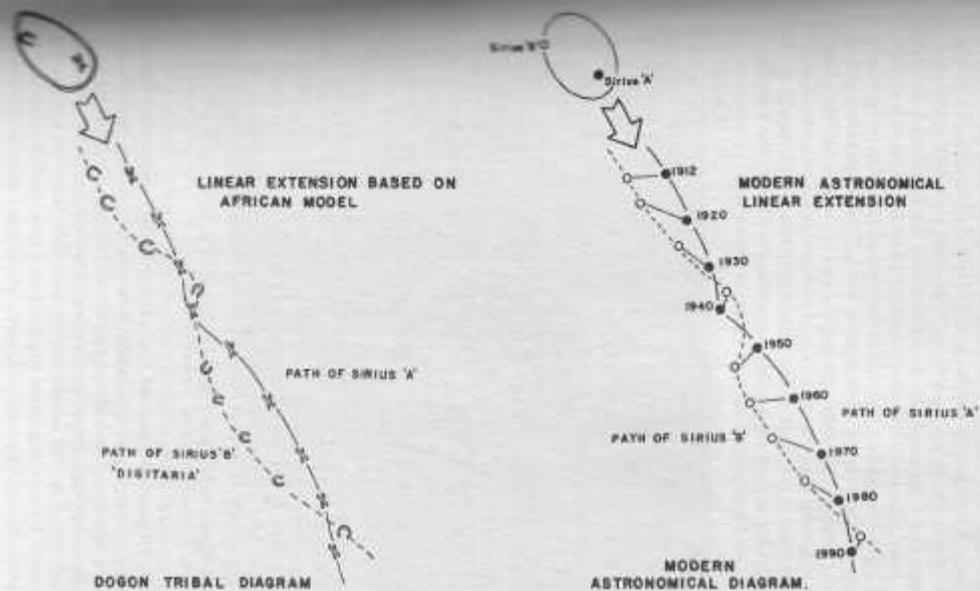 LINEAR EXTENSION BASED ON
AFRICAN MODEL
PATH OF SIRIUS 'A'
PATH OF SIRIUS 'B'
'DIGITARIA'
DOGON TRIBAL DIAGRAM
Sirius 'B'
Sirius 'A'
MODERN ASTRONOMICAL
LINEAR EXTENSION
1912
1920
1930
1940
1950
1960
1970
1980
1990
PATH OF SIRIUS 'A'
PATH OF SIRIUS 'B'
MODERN
ASTRONOMICAL DIAGRAM.